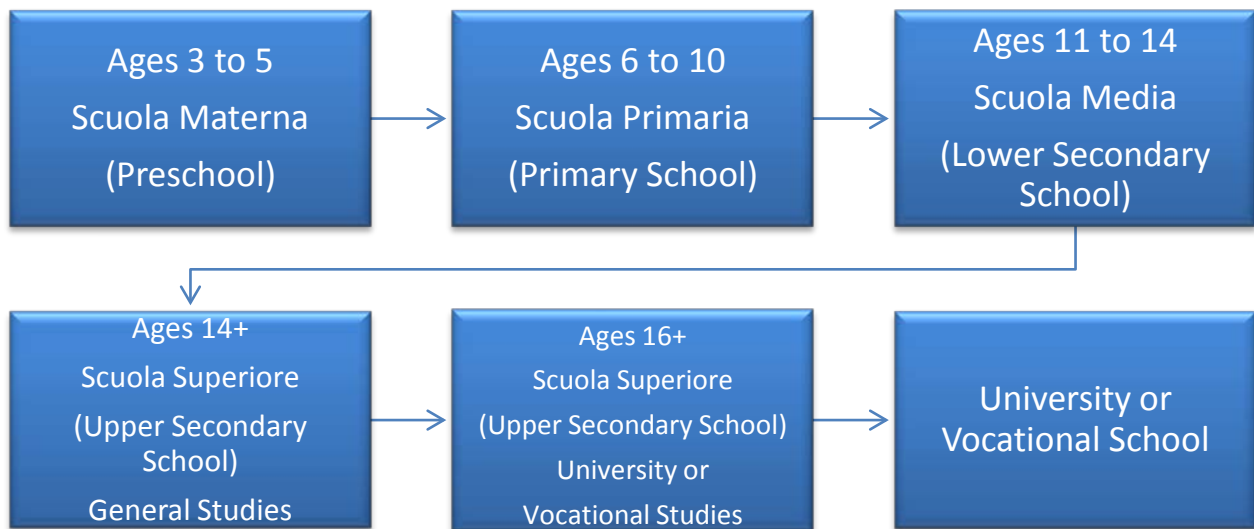 Ages 3 to 5
Scuola Materna
(Preschool)
Ages 6 to 10
Scuola Primaria
(Primary School)
Ages 11 to 14
Scuola Media
(Lower Secondary
School)
Ages 14+
Scuola Superiore
(Upper Secondary
School)
General Studies
Ages 16+
Scuola Superiore
(Upper Secondary School)
University or
Vocational Studies
University or
Vocational School